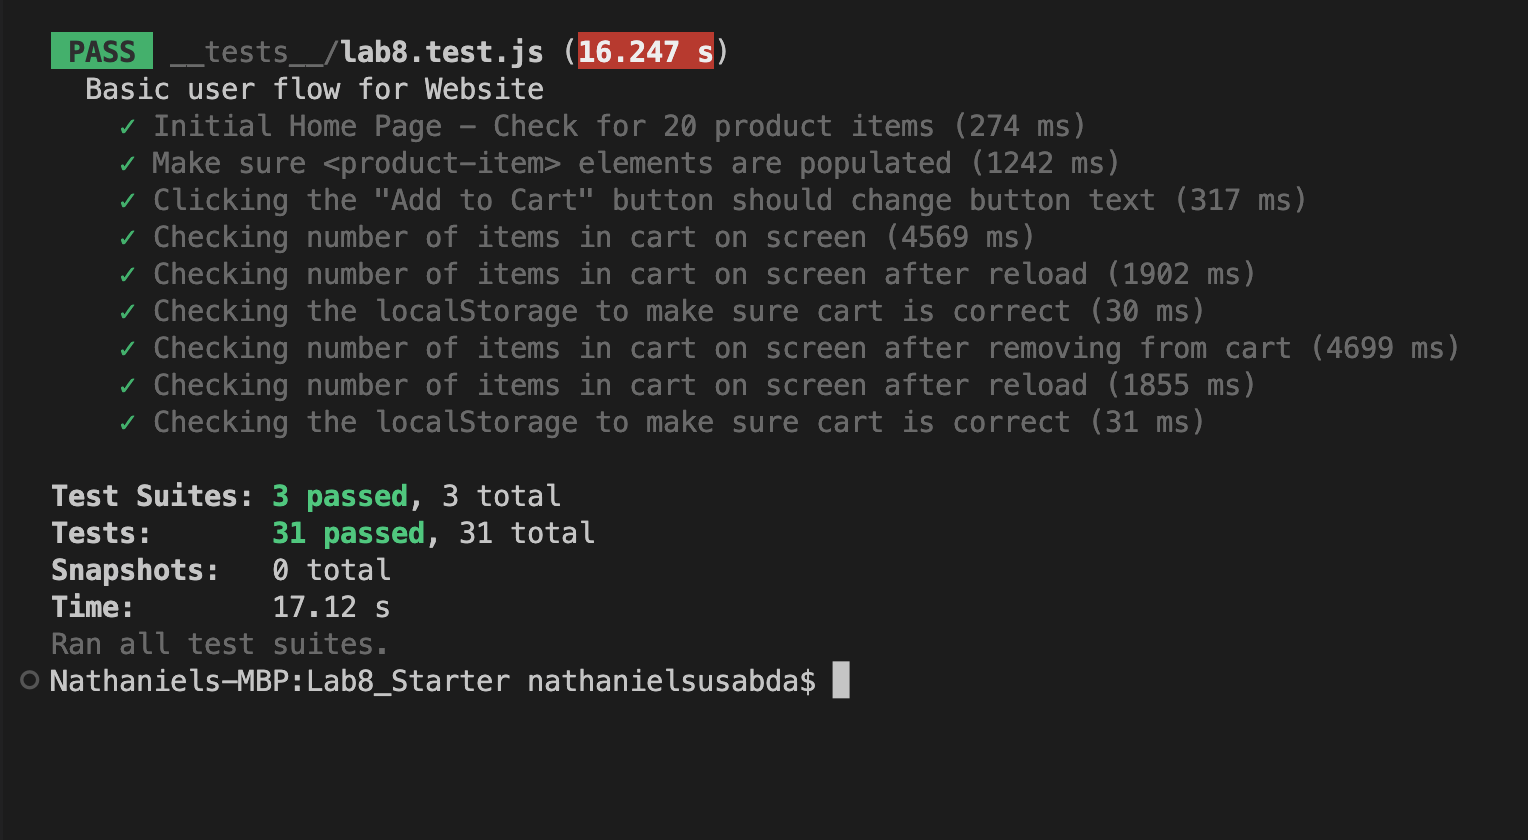 PASS __tests__/lab8.test.js (16.247 s)
Basic user flow for Website
✓ Initial Home Page – Check for 20 product items (274 ms)
✓ Make sure <product-item> elements are populated (1242 ms)
✓ Clicking the "Add to Cart" button should change button text (317 ms)
✓ Checking number of items in cart on screen (4569 ms)
✓ Checking number of items in cart on screen after reload (1902 ms)
✓ Checking the localStorage to make sure cart is correct (30 ms)
✓ Checking number of items in cart on screen after removing from cart (4699 ms)
✓ Checking number of items in cart on screen after reload (1855 ms)
✓ Checking the localStorage to make sure cart is correct (31 ms)
Test Suites: 3 passed, 3 total
Tests: 31 passed, 31 total
Snapshots: 0 total
Time: 17.12 s
Ran all test suites.
Nathaniels-MBP:Lab8_Starter nathanielsusabda$